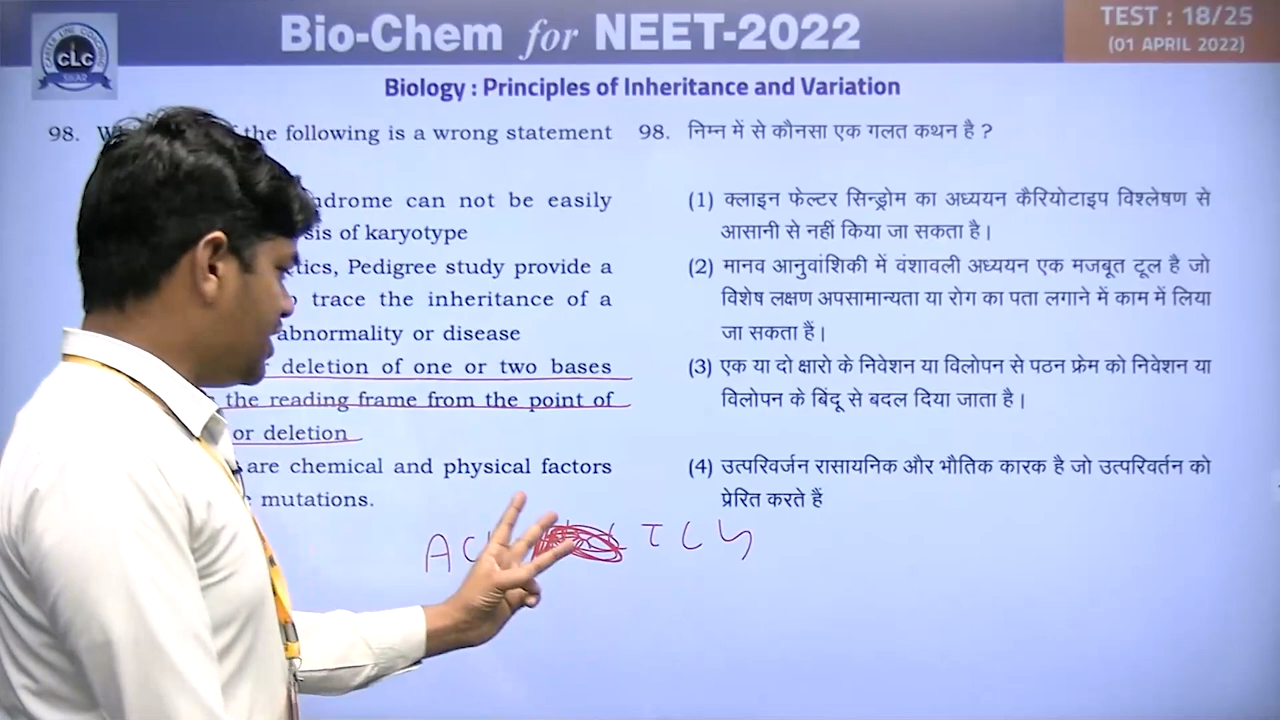 Bio-Chem for NEET-2022
TEST : 18/25
(01 APRIL 2022)
CLC
SIKAR
Biology : Principles of Inheritance and Variation
98.
the following is a wrong statement
can not be easily
of karyotype
Pedigree study provide a
trace the inheritance of a
abnormality or disease
deletion of one or two bases
the reading frame from the point of
or deletion
are chemical and physical factors
mutations.
98. निम्न में से कौनसा एक गलत कथन है ?
(1) क्लाइन फेल्टर सिन्ड्रोम का अध्ययन कैरियोटाइप विश्लेषण से
आसानी से नहीं किया जा सकता है।
(2) मानव आनुवांशिकी में वंशावली अध्ययन एक मजबूत टूल है जो
विशेष लक्षण अपसामान्यता या रोग का पता लगाने में काम में लिया
जा सकता हैं।
(3) एक या दो क्षारो के निवेशन या विलोपन से पठन फ्रेम को निवेशन या
विलोपन के बिंदू से बदल दिया जाता है।
(4) उत्परिवर्जन रासायनिक और भौतिक कारक है जो उत्परिवर्तन को
प्रेरित करते हैं